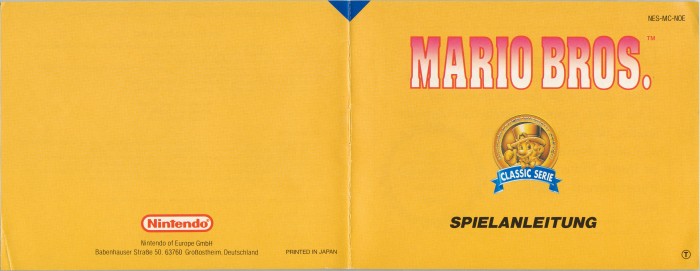 NES-MC-NOE
MARIO BROS.™
CLASSIC SERIE
SPIELANLEITUNG
T
Nintendo®
Nintendo of Europe GmbH
Babenhäuser Straße 50 63760 Großostheim, Deutschland
PRINTED IN JAPAN